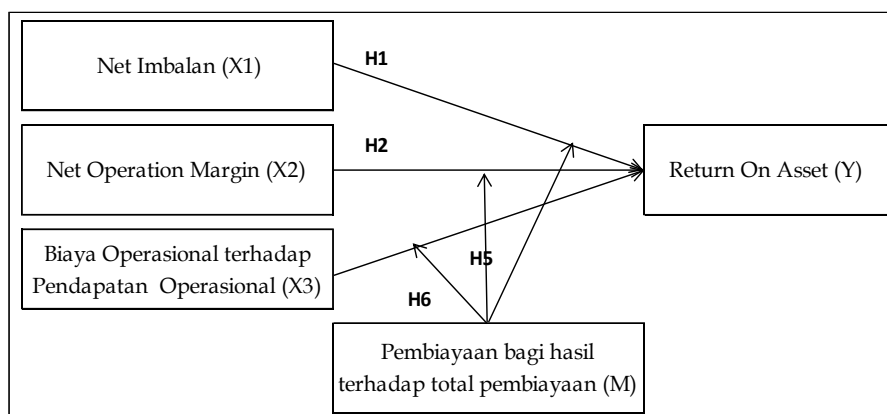 Net Imbalan (X1)
H1
Net Operation Margin (X2)
H2
Return On Asset (Y)
Biaya Operasional terhadap
Pendapatan Operasional (X3)
H5
H6
Pembiayaan bagi hasil
terhadap total pembiayaan (M)